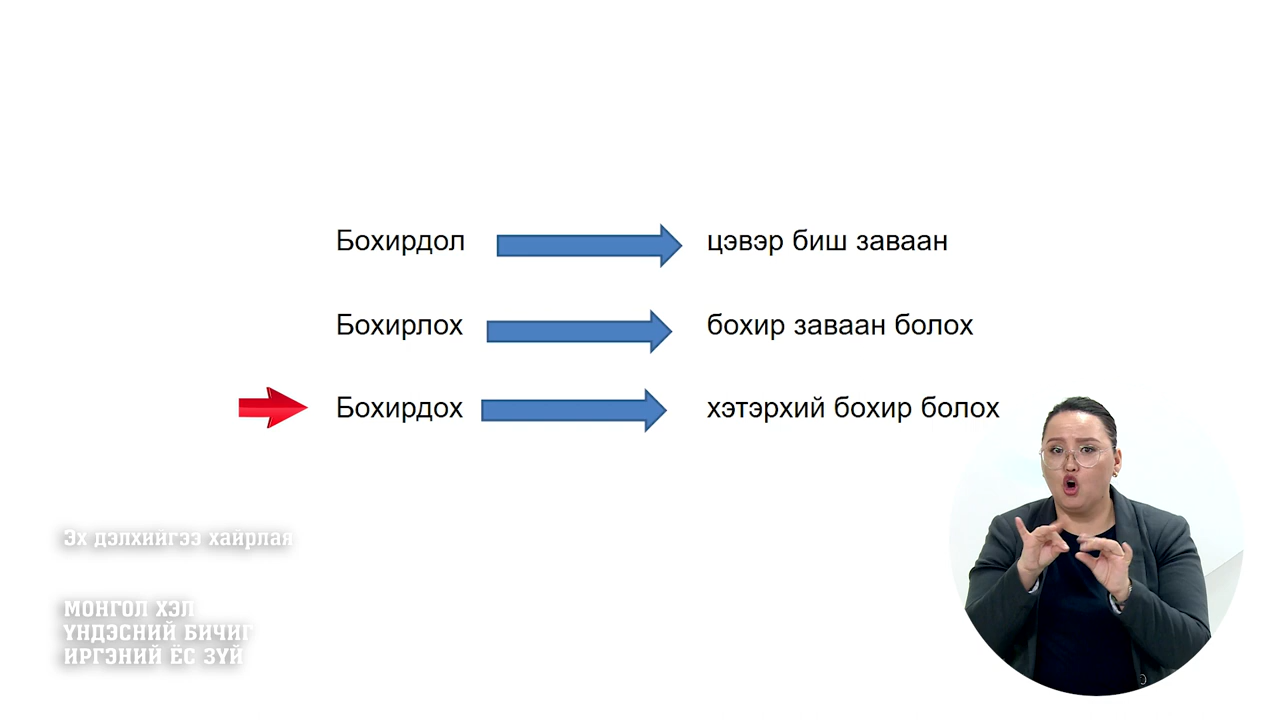 Бохирдол цэвэр биш заваан
Бохирлох бохир заваан болох
Бохирдох хэтэрхий бохир болох
Эх дэлхийгээ хайрлая
МОНГОЛ ХЭЛ
ҮНДЭСНИЙ БИЧИГ
ИРГЭНИЙ ЁС ЗҮЙ